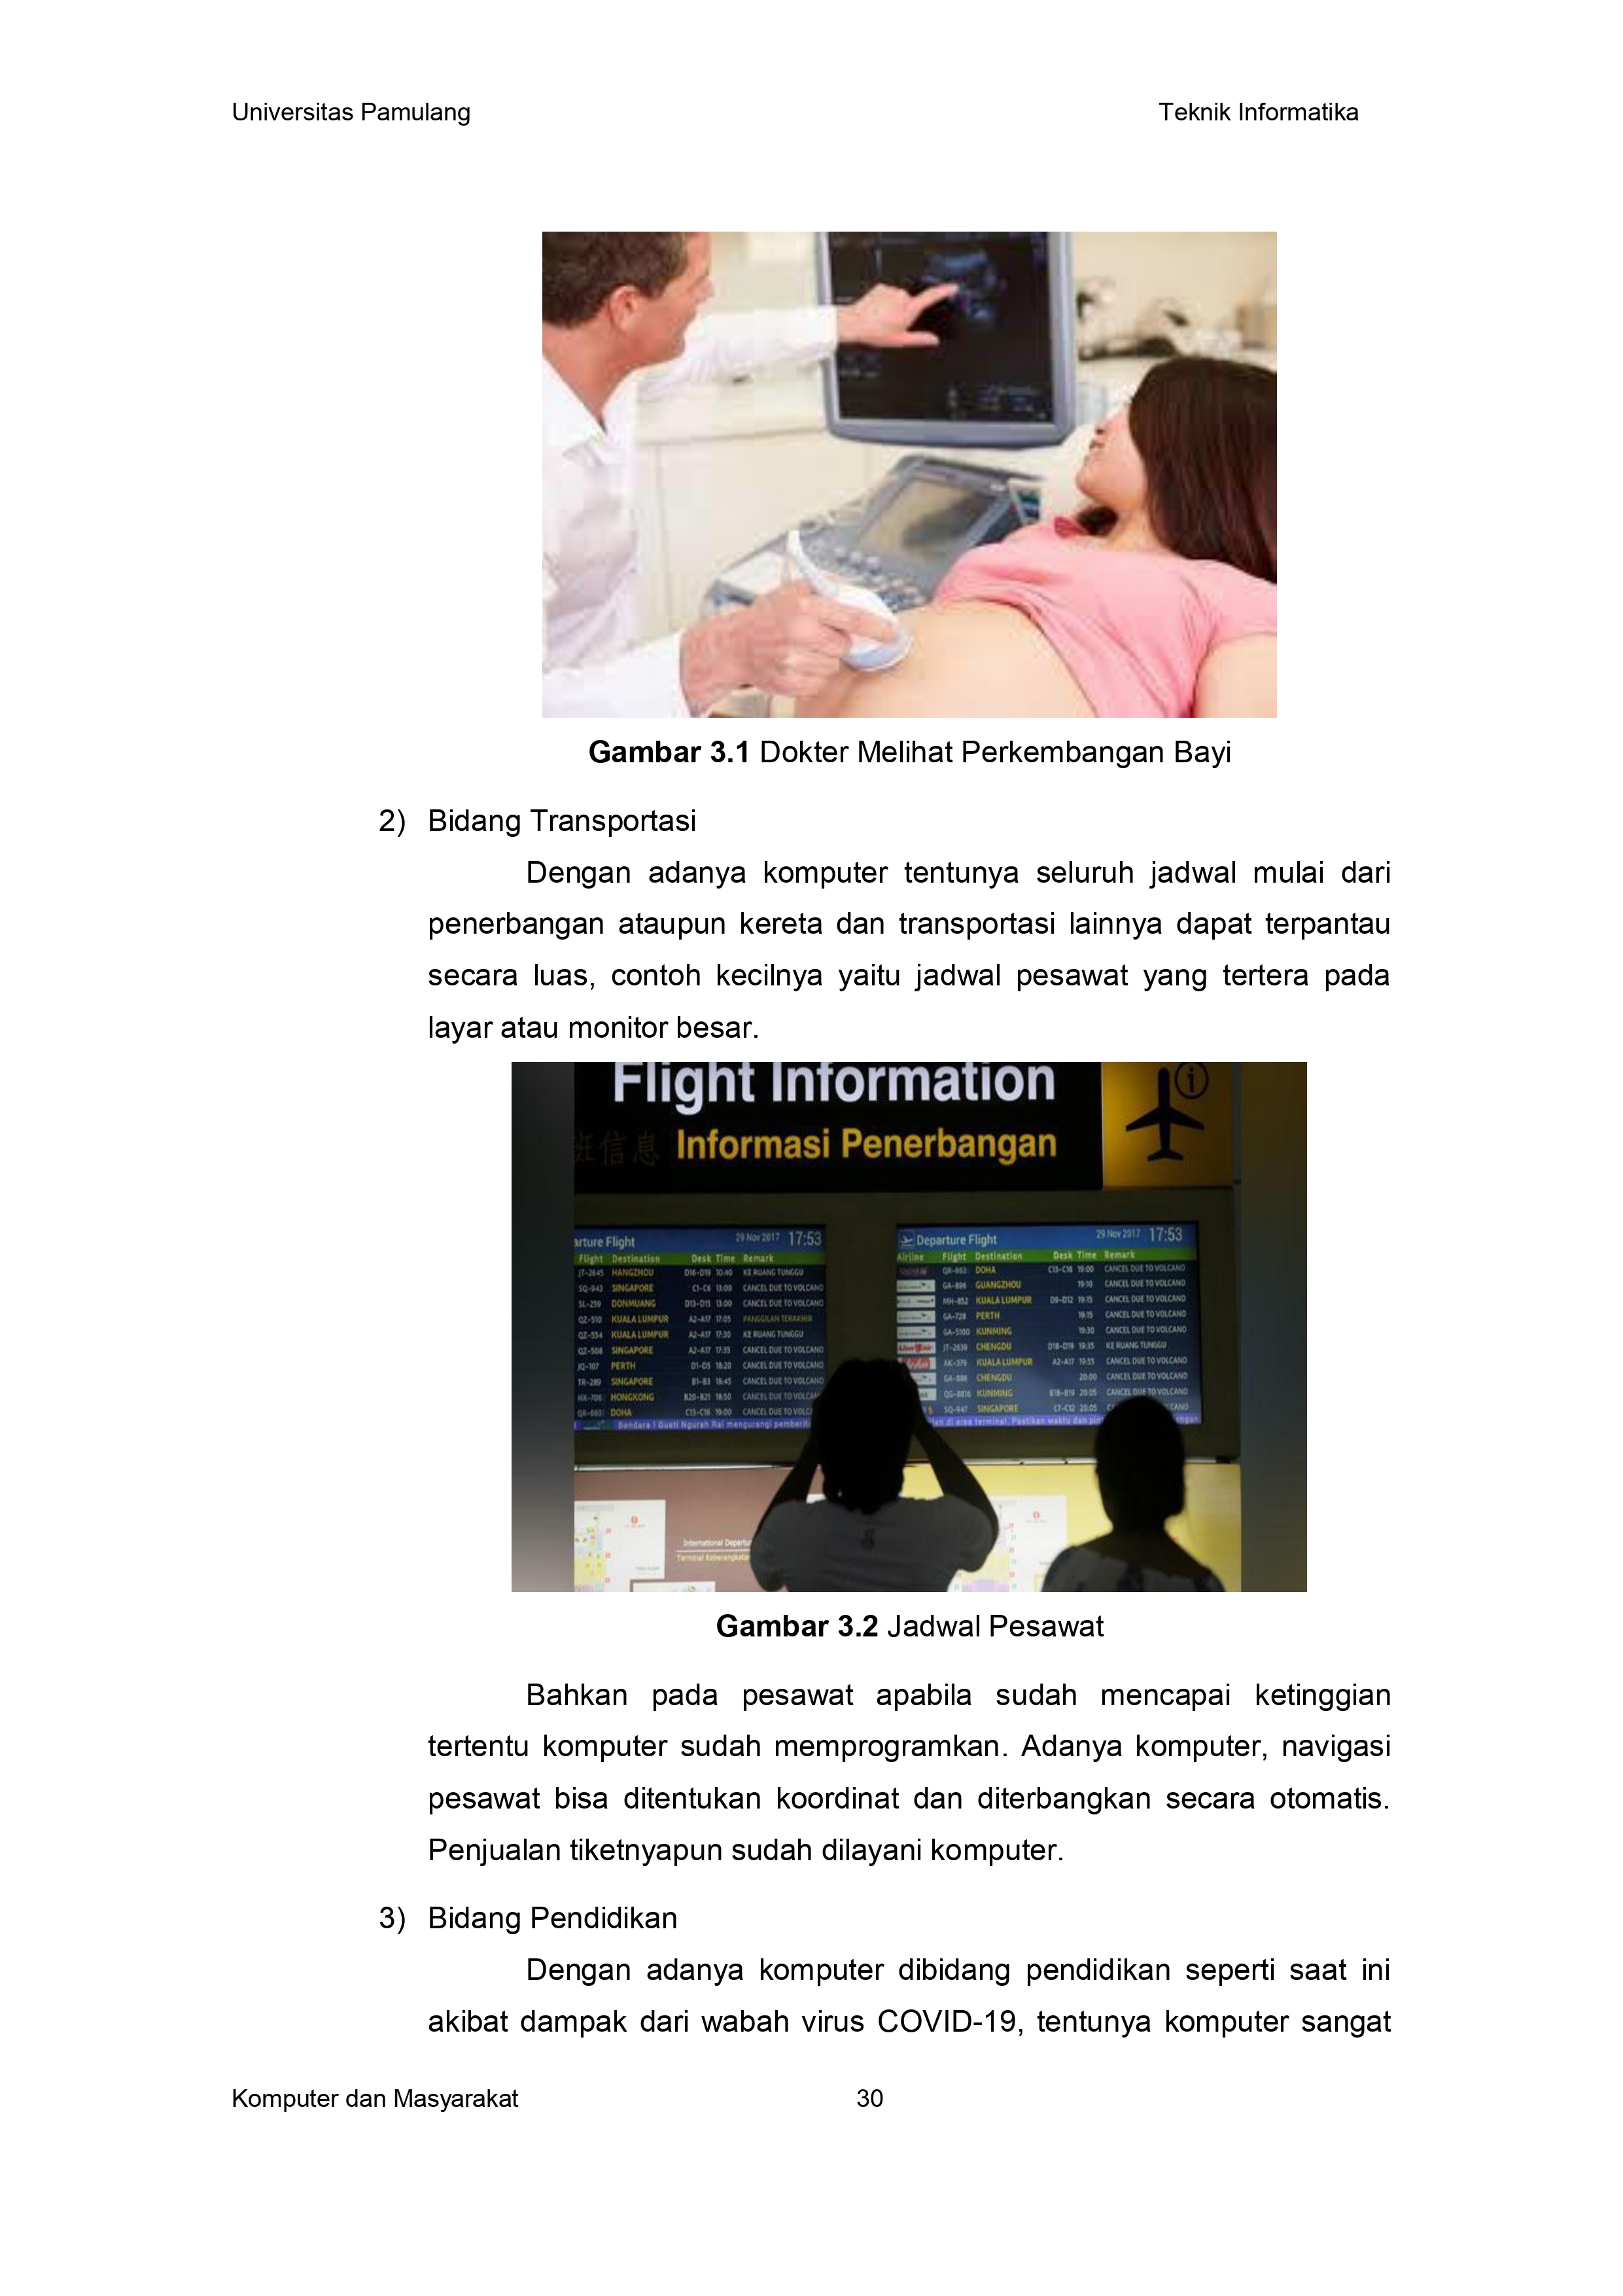 Universitas Pamulang Teknik Informatika
Gambar 3.1 Dokter Melihat Perkembangan Bayi
2) Bidang Transportasi
Dengan adanya komputer tentunya seluruh jadwal mulai dari
penerbangan ataupun kereta dan transportasi lainnya dapat terpantau
secara luas, contoh kecilnya yaitu jadwal pesawat yang tertera pada
layar atau monitor besar.
Flight Information
班信息 Informasi Penerbangan
arture Flight 29 Nov 2017 17:53
Flight Destination Desk Time Remark
JT-2645 HANGZHOU D16-D19 10:40 KE RUANG TUNGGU
SQ-943 SINGAPORE C1-C6 13:00 CANCEL DUE TO VOLCANO
SL-259 DONMUANG D13-D15 13:00 CANCEL DUE TO VOLCANO
QZ-510 KUALA LUMPUR A2-A17 17:05 PANGGILAN TERAKHIR
QZ-554 KUALA LUMPUR A2-A17 17:30 KE RUANG TUNGGU
QZ-508 SINGAPORE A2-A17 17:35 CANCEL DUE TO VOLCANO
JQ-107 PERTH D1-D5 18:20 CANCEL DUE TO VOLCANO
TR-289 SINGAPORE B1-B3 18:45 CANCEL DUE TO VOLCANO
HX-706 HONGKONG B20-B21 18:50 CANCEL DUE TO VOLCA
DOHA C13-C16 19:00 CANCEL DUE TO VOLC
Bandara I Gusti Ngurah Rai mengurangi pemberit
Departure Flight 29 Nov 2017 17:53
Airline Flight Destination Desk Time Remark
QR-963 DOHA C13-C16 19:00 CANCEL DUE TO VOLCANO
GA-896 GUANGZHOU 19:10 CANCEL DUE TO VOLCANO
MH-852 KUALA LUMPUR D9-D12 19:15 CANCEL DUE TO VOLCANO
GA-728 PERTH 19:15 CANCEL DUE TO VOLCANO
GA-5100 KUNMING 19:30 CANCEL DUE TO VOLCANO
JT-2639 CHENGDU D18-D19 19:35 KE RUANG TUNGGU
AK-379 KUALA LUMPUR A2-A17 19:55 CANCEL DUE TO VOLCANO
GA-886 CHENGDU 20:00 CANCEL DUE TO VOLCANO
KUNMING B18-B19 20:05 CANCEL DUE TO VOLCANO
SQ-947 SINGAPORE C7-C12 20:05 CANO
di area terminal. Pastikan waktu dan
International Departu
Terminal Keberangkata
Gambar 3.2 Jadwal Pesawat
Bahkan pada pesawat apabila sudah mencapai ketinggian
tertentu komputer sudah memprogramkan. Adanya komputer, navigasi
pesawat bisa ditentukan koordinat dan diterbangkan secara otomatis.
Penjualan tiketnyapun sudah dilayani komputer.
3) Bidang Pendidikan
Dengan adanya komputer dibidang pendidikan seperti saat ini
akibat dampak dari wabah virus COVID-19, tentunya komputer sangat
Komputer dan Masyarakat 30